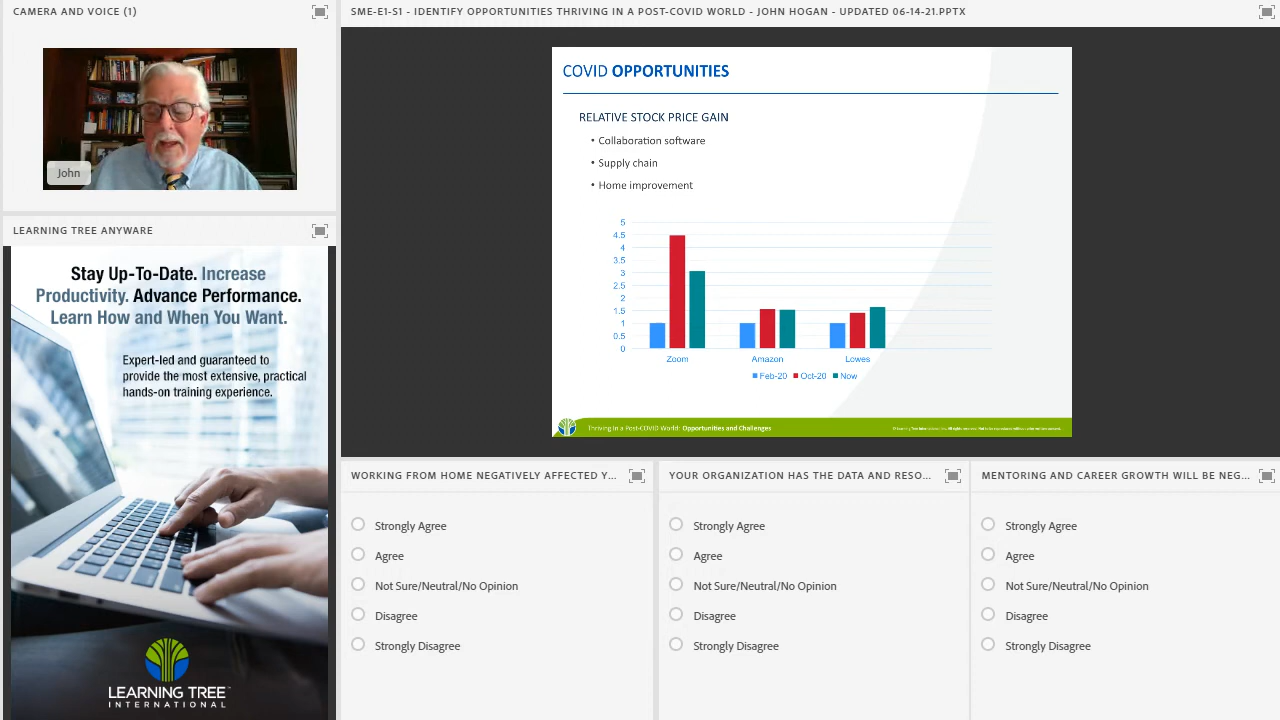 CAMERA AND VOICE (1)
John
LEARNING TREE ANYWARE
Stay Up-To-Date. Increase
Productivity. Advance Performance.
Learn How and When You Want.
Expert-led and guaranteed to
provide the most extensive, practical
hands-on training experience.
LEARNING TREE™
INTERNATIONAL
SME-E1-S1 - IDENTIFY OPPORTUNITIES THRIVING IN A POST-COVID WORLD - JOHN HOGAN - UPDATED 06-14-21.PPTX
COVID OPPORTUNITIES
RELATIVE STOCK PRICE GAIN
• Collaboration software
• Supply chain
• Home improvement
5
4.5
4
3.5
3
2.5
2
1.5
1
0.5
0
Zoom Amazon Lowes
Feb-20 Oct-20 Now
Thriving In a Post-COVID World: Opportunities and Challenges
WORKING FROM HOME NEGATIVELY AFFECTED Y...
Strongly Agree
Agree
Not Sure/Neutral/No Opinion
Disagree
Strongly Disagree
YOUR ORGANIZATION HAS THE DATA AND RESO...
Strongly Agree
Agree
Not Sure/Neutral/No Opinion
Disagree
Strongly Disagree
MENTORING AND CAREER GROWTH WILL BE NEG...
Strongly Agree
Agree
Not Sure/Neutral/No Opinion
Disagree
Strongly Disagree